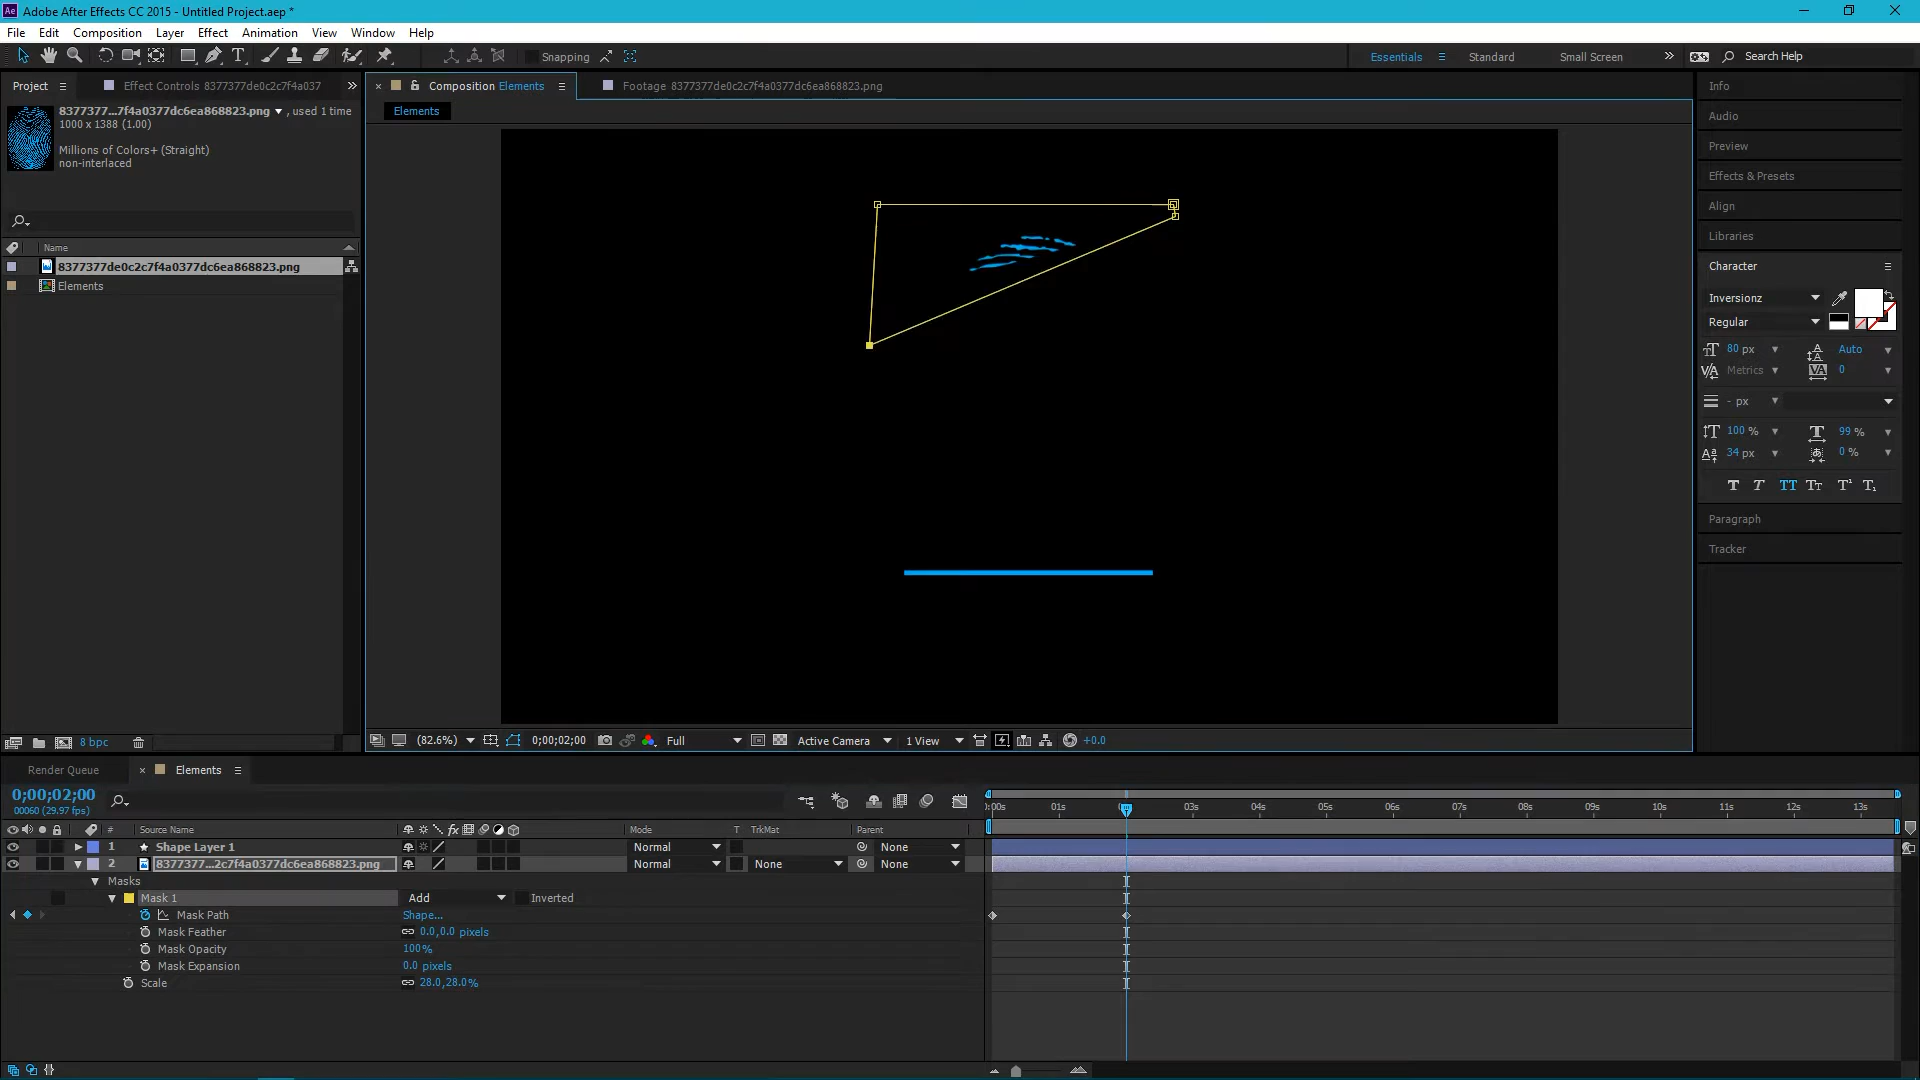 Adobe After Effects CC 2015 - Untitled Project.aep *
File Edit Composition Layer Effect Animation View Window Help
Snapping
Essentials Standard Small Screen Search Help
Project
Effect Controls 8377377de0c2c7f4a037
Composition Elements
Footage 8377377de0c2c7f4a0377dc6ea868823.png
Elements
8377377...7f4a0377dc6ea868823.png , used 1 time
1000 x 1388 (1.00)
Millions of Colors+ (Straight)
non-interlaced
Name
8377377de0c2c7f4a0377dc6ea868823.png
Elements
8 bpc
(82.6%) 0;00;02;00 Full Active Camera 1 View +0.0
Info
Audio
Preview
Effects & Presets
Align
Libraries
Character
Inversionz
Regular
80 px Auto
Metrics 0
- px
100 % 99 %
34 px 0 %
T T TT Tt T¹ T₁
Paragraph
Tracker
Render Queue Elements
0;00;02;00
00060 (29.97 fps)
# Source Name Mode T TrkMat Parent
1 Shape Layer 1 Normal None
2 8377377...2c7f4a0377dc6ea868823.png Normal None None
Masks
Mask 1 Add Inverted
Mask Path Shape...
Mask Feather 0.0,0.0 pixels
Mask Opacity 100%
Mask Expansion 0.0 pixels
Scale 28.0,28.0%
:00s 01s 03s 04s 05s 06s 07s 08s 09s 10s 11s 12s 13s